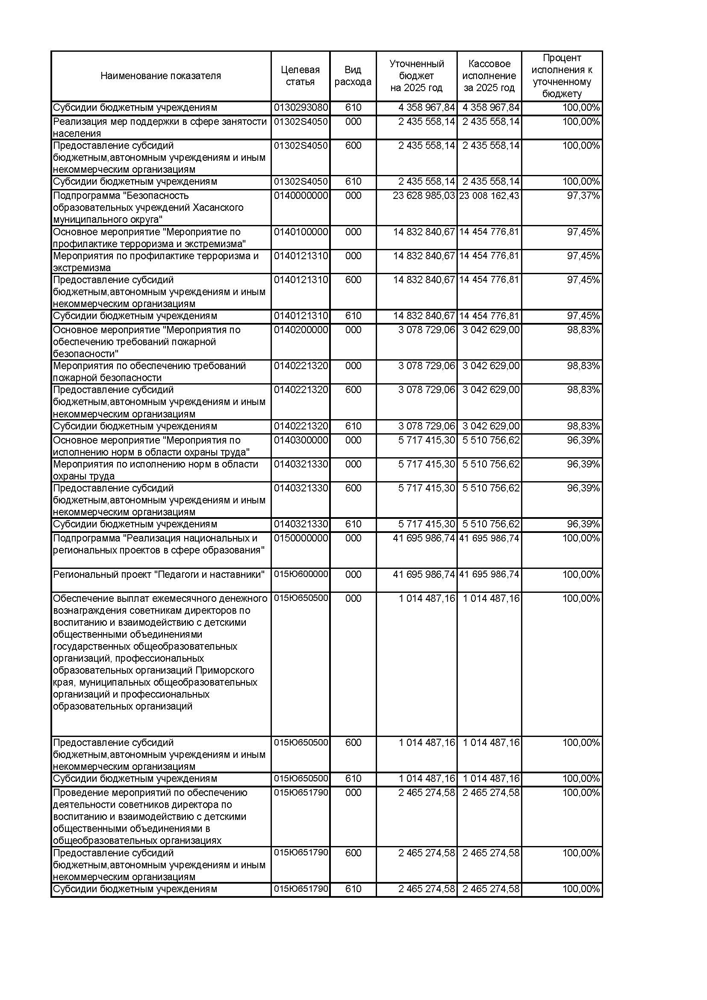 Наименование показателя
Целевая
статья
Вид
расхода
Уточненный
бюджет
на 2025 год
Кассовое
исполнение
за 2025 год
Процент
исполнения к
уточненному
бюджету
Субсидии бюджетным учреждениям 0130293080 610 4 358 967,84 4 358 967,84 100,00%
Реализация мер поддержки в сфере занятости 01302S4050 000 2 435 558,14 2 435 558,14 100,00%
населения
Предоставление субсидий 01302S4050 600 2 435 558,14 2 435 558,14 100,00%
бюджетным,автономным учреждениям и иным
некоммерческим организациям
Субсидии бюджетным учреждениям 01302S4050 610 2 435 558,14 2 435 558,14 100,00%
Подпрограмма "Безопасность 0140000000 000 23 628 985,03 23 008 162,43 97,37%
образовательных учреждений Хасанского
муниципального округа"
Основное мероприятие "Мероприятие по 0140100000 000 14 832 840,67 14 454 776,81 97,45%
профилактике терроризма и экстремизма"
Мероприятия по профилактике терроризма и 0140121310 000 14 832 840,67 14 454 776,81 97,45%
экстремизма
Предоставление субсидий 0140121310 600 14 832 840,67 14 454 776,81 97,45%
бюджетным,автономным учреждениям и иным
некоммерческим организациям
Субсидии бюджетным учреждениям 0140121310 610 14 832 840,67 14 454 776,81 97,45%
Основное мероприятие "Мероприятия по 0140200000 000 3 078 729,06 3 042 629,00 98,83%
обеспечению требований пожарной
безопасности"
Мероприятия по обеспечению требований 0140221320 000 3 078 729,06 3 042 629,00 98,83%
пожарной безопасности
Предоставление субсидий 0140221320 600 3 078 729,06 3 042 629,00 98,83%
бюджетным,автономным учреждениям и иным
некоммерческим организациям
Субсидии бюджетным учреждениям 0140221320 610 3 078 729,06 3 042 629,00 98,83%
Основное мероприятие "Мероприятия по 0140300000 000 5 717 415,30 5 510 756,62 96,39%
исполнению норм в области охраны труда"
Мероприятия по исполнению норм в области 0140321330 000 5 717 415,30 5 510 756,62 96,39%
охраны труда
Предоставление субсидий 0140321330 600 5 717 415,30 5 510 756,62 96,39%
бюджетным,автономным учреждениям и иным
некоммерческим организациям
Субсидии бюджетным учреждениям 0140321330 610 5 717 415,30 5 510 756,62 96,39%
Подпрограмма "Реализация национальных и 0150000000 000 41 695 986,74 41 695 986,74 100,00%
региональных проектов в сфере образования"
Региональный проект "Педагоги и наставники" 015Ю600000 000 41 695 986,74 41 695 986,74 100,00%
Обеспечение выплат ежемесячного денежного 015Ю650500 000 1 014 487,16 1 014 487,16 100,00%
вознаграждения советникам директоров по
воспитанию и взаимодействию с детскими
общественными объединениями
государственных общеобразовательных
организаций, профессиональных
образовательных организаций Приморского
края, муниципальных общеобразовательных
организаций и профессиональных
образовательных организаций
Предоставление субсидий 015Ю650500 600 1 014 487,16 1 014 487,16 100,00%
бюджетным,автономным учреждениям и иным
некоммерческим организациям
Субсидии бюджетным учреждениям 015Ю650500 610 1 014 487,16 1 014 487,16 100,00%
Проведение мероприятий по обеспечению 015Ю651790 000 2 465 274,58 2 465 274,58 100,00%
деятельности советников директора по
воспитанию и взаимодействию с детскими
общественными объединениями в
общеобразовательных организациях
Предоставление субсидий 015Ю651790 600 2 465 274,58 2 465 274,58 100,00%
бюджетным,автономным учреждениям и иным
некоммерческим организациям
Субсидии бюджетным учреждениям 015Ю651790 610 2 465 274,58 2 465 274,58 100,00%